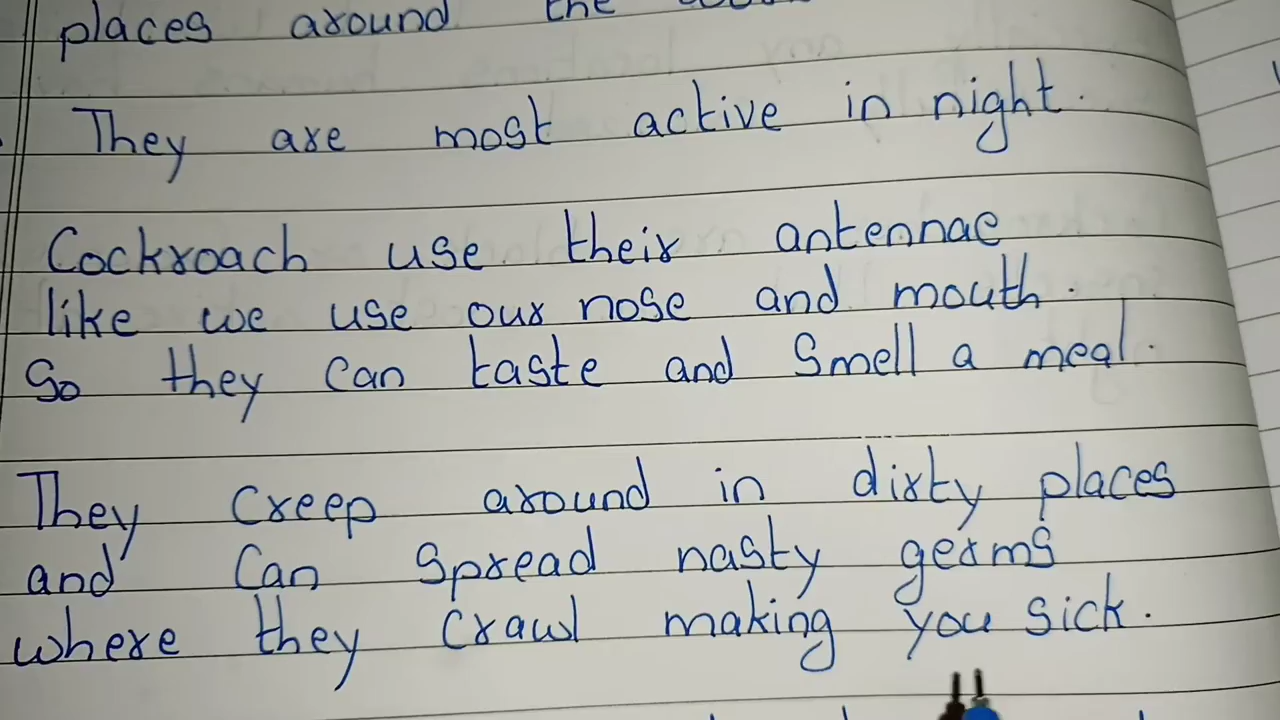 places around the
They are most active in night.
Cockroach use their antennae
like we use our nose and mouth.
So they can taste and smell a meal.
They creep around in dirty places
and can spread nasty germs
where they crawl making you sick.